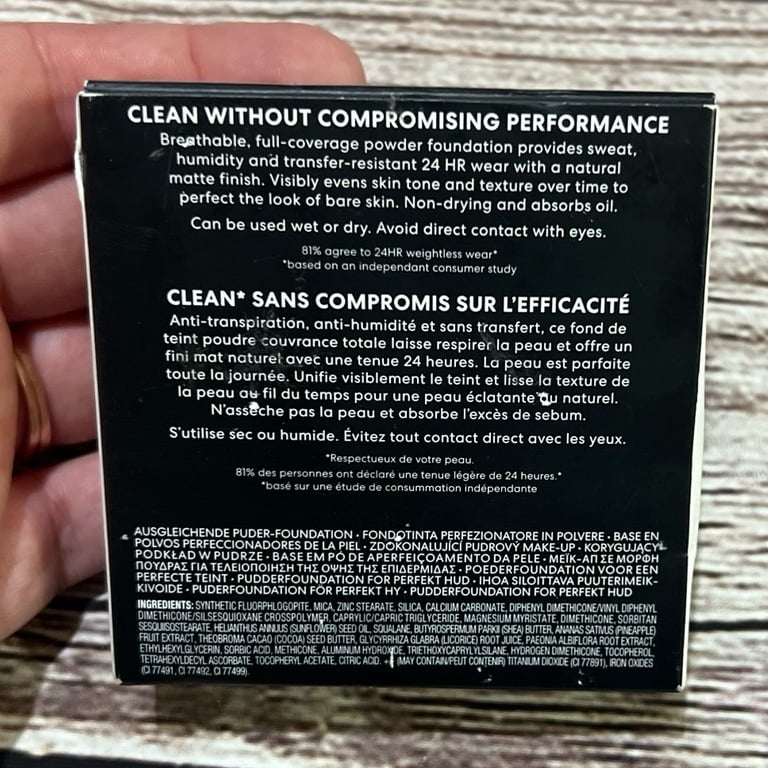 CLEAN WITHOUT COMPROMISING PERFORMANCE
Breathable, full-coverage powder foundation provides sweat,
humidity and transfer-resistant 24 HR wear with a natural
matte finish. Visibly evens skin tone and texture over time to
perfect the look of bare skin. Non-drying and absorbs oil.
Can be used wet or dry. Avoid direct contact with eyes.
81% agree to 24HR weightless wear*
*based on an independant consumer study
CLEAN* SANS COMPROMIS SUR L'EFFICACITÉ
Anti-transpiration, anti-humidité et sans transfert, ce fond de
teint poudre couvrance totale laisse respirer la peau et offre un
fini mat naturel avec une tenue 24 heures. La peau est parfaite
toute la journée. Unifie visiblement le teint et lisse la texture de
la peau au fil du temps pour une peau éclatante au naturel.
N'assèche pas la peau et absorbe l'excès de sebum.
S'utilise sec ou humide. Évitez tout contact direct avec les yeux.
*Respectueux de votre peau.
81% des personnes ont déclaré une tenue légère de 24 heures.*
*basé sur une étude de consummation indépendante
AUSGLEICHENDE PUDER-FOUNDATION • FONDOTINTA PERFEZIONATORE IN POLVERE • BASE EN
POLVOS PERFECCIONADORES DE LA PIEL • ZDOKONALUJÍCÍ PUDROVÝ MAKE-UP • KORYGUJĄCY
PODKŁAD W PUDRZE • BASE EM PÓ DE APERFEIÇOAMENTO DA PELE • ΜΕΪΚ-ΑΠ ΣΕ ΜΟΡΦΗ
ΠΟΥΔΡΑΣ ΓΙΑ ΤΕΛΕΙΟΠΟΙΗΣΗ ΤΗΣ ΟΨΗΣ ΤΗΣ ΕΠΙΔΕΡΜΙΔΑΣ • POEDERFOUNDATION VOOR EEN
PERFECTE TEINT • PUDDERFOUNDATION FOR PERFEKT HUD • IHOA SILOITTAVA PUUTERIMEIK-
KIVOIDE • PUDERFOUNDATION FÖR PERFEKT HY • PUDDERFOUNDATION FOR PERFEKT HUD
INGREDIENTS: SYNTHETIC FLUORPHLOGOPITE, MICA, ZINC STEARATE, SILICA, CALCIUM CARBONATE, DIPHENYL DIMETHICONE/VINYL DIPHENYL
DIMETHICONE/SILSESQUIOXANE CROSSPOLYMER, CAPRYLIC/CAPRIC TRIGLYCERIDE, MAGNESIUM MYRISTATE, DIMETHICONE, SORBITAN
SESQUIISOSTEARATE, HELIANTHUS ANNUUS (SUNFLOWER) SEED OIL, SQUALANE, BUTYROSPERMUM PARKII (SHEA) BUTTER, ANANAS SATIVUS (PINEAPPLE)
FRUIT EXTRACT, THEOBROMA CACAO (COCOA) SEED BUTTER, GLYCYRRHIZA GLABRA (LICORICE) ROOT JUICE, PAEONIA ALBIFLORA ROOT EXTRACT,
ETHYLHEXYLGLYCERIN, SORBIC ACID, METHICONE, ALUMINUM HYDROXIDE, TRIETHOXYCAPRYLYLSILANE, HYDROGEN DIMETHICONE, TOCOPHEROL,
TETRAHEXYLDECYL ASCORBATE, TOCOPHERYL ACETATE, CITRIC ACID. +/- (MAY CONTAIN/PEUT CONTENIR) TITANIUM DIOXIDE (CI 77891), IRON OXIDES
(CI 77491, CI 77492, CI 77499).